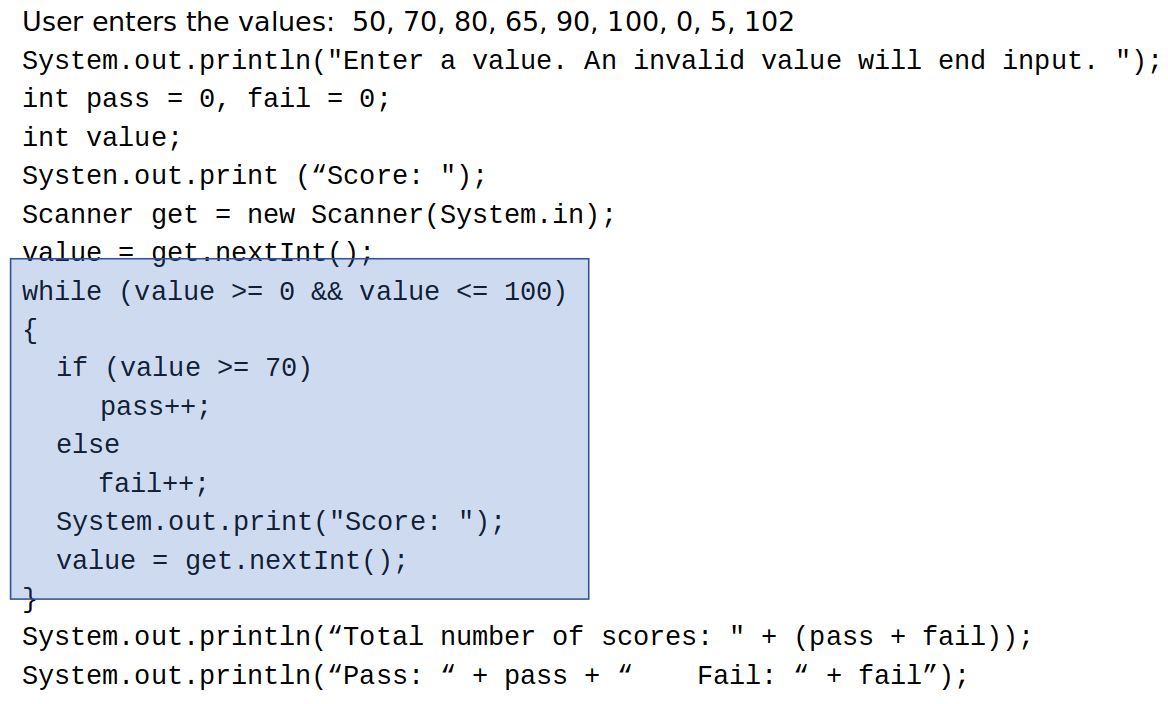 User enters the values:  50, 70, 80, 65, 90, 100, 0, 5, 102
System.out.println("Enter a value. An invalid value will end input. ");
int pass = 0, fail = 0;
int value;
Systen.out.print (“Score: ");
Scanner get = new Scanner(System.in);
value = get.nextInt();
while (value >= 0 && value <= 100)
{
  if (value >= 70)
     pass++;
  else
     fail++;
  System.out.print("Score: ");
  value = get.nextInt();
}
System.out.println(“Total number of scores: " + (pass + fail));
System.out.println(“Pass: “ + pass + “    Fail: “ + fail”);